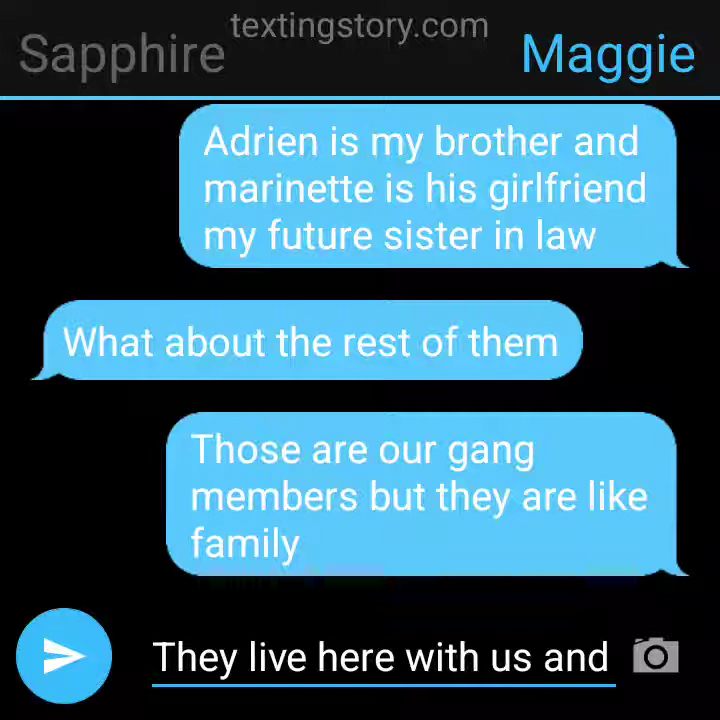 textingstory.com
Sapphire
Maggie
Adrien is my brother and
marinette is his girlfriend
my future sister in law
What about the rest of them
Those are our gang
members but they are like
family
They live here with us and